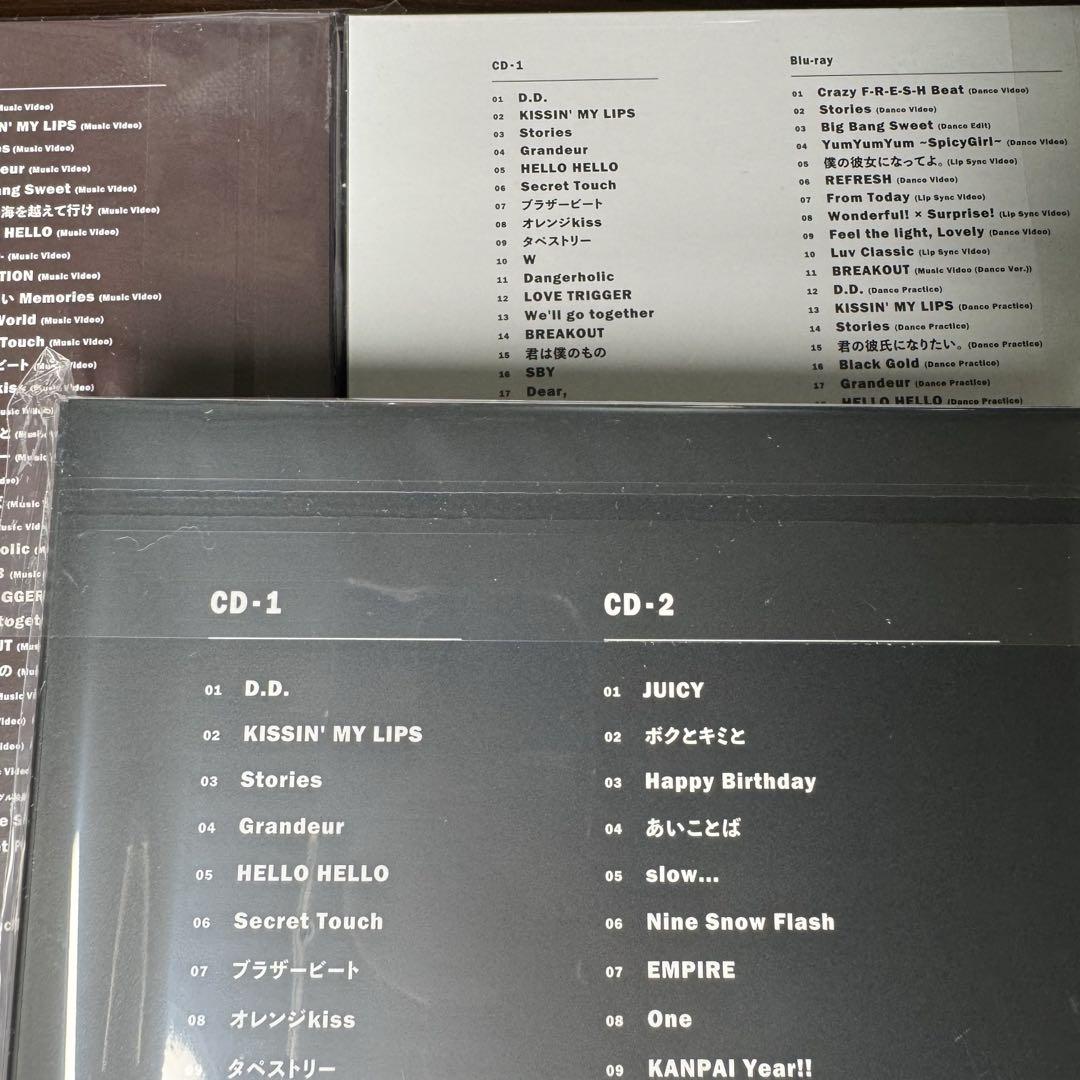 Music Video)
N' MY LIPS (Music Video)
es (Music Video)
eur (Music Video)
ang Sweet (Music Video)
海を越えて行け (Music Video)
HELLO (Music Video)
- (Music Video)
TION (Music Video)
い Memories (Music Video)
World (Music Video)
Touch (Music Video)
ビート
kiss
と
olic
GGER
toget
UT
の
CD-1
01 D.D.
02 KISSIN' MY LIPS
03 Stories
04 Grandeur
05 HELLO HELLO
06 Secret Touch
07 ブラザービート
08 オレンジkiss
09 タペストリー
10 W
11 Dangerholic
12 LOVE TRIGGER
13 We'll go together
14 BREAKOUT
15 君は僕のもの
16 SBY
17 Dear,
Blu-ray
01 Crazy F-R-E-S-H Beat (Dance Video)
02 Stories (Dance Video)
03 Big Bang Sweet (Dance Edit)
04 YumYumYum ~SpicyGirl~ (Dance Video)
05 僕の彼女になってよ。(Lip Sync Video)
06 REFRESH (Dance Video)
07 From Today (Lip Sync Video)
08 Wonderful! × Surprise! (Lip Sync Video)
09 Feel the light, Lovely (Dance Video)
10 Luv Classic (Lip Sync Video)
11 BREAKOUT (Music Video (Dance Ver.))
12 D.D. (Dance Practice)
13 KISSIN' MY LIPS (Dance Practice)
14 Stories (Dance Practice)
15 君の彼氏になりたい。(Dance Practice)
16 Black Gold (Dance Practice)
17 Grandeur (Dance Practice)
HELLO HELLO (Dance Practice)
CD-1
01 D.D.
02 KISSIN' MY LIPS
03 Stories
04 Grandeur
05 HELLO HELLO
06 Secret Touch
07 ブラザービート
08 オレンジkiss
09 タペストリー
CD-2
01 JUICY
02 ボクとキミと
03 Happy Birthday
04 あいことば
05 slow...
06 Nine Snow Flash
07 EMPIRE
08 One
09 KANPAI Year!!